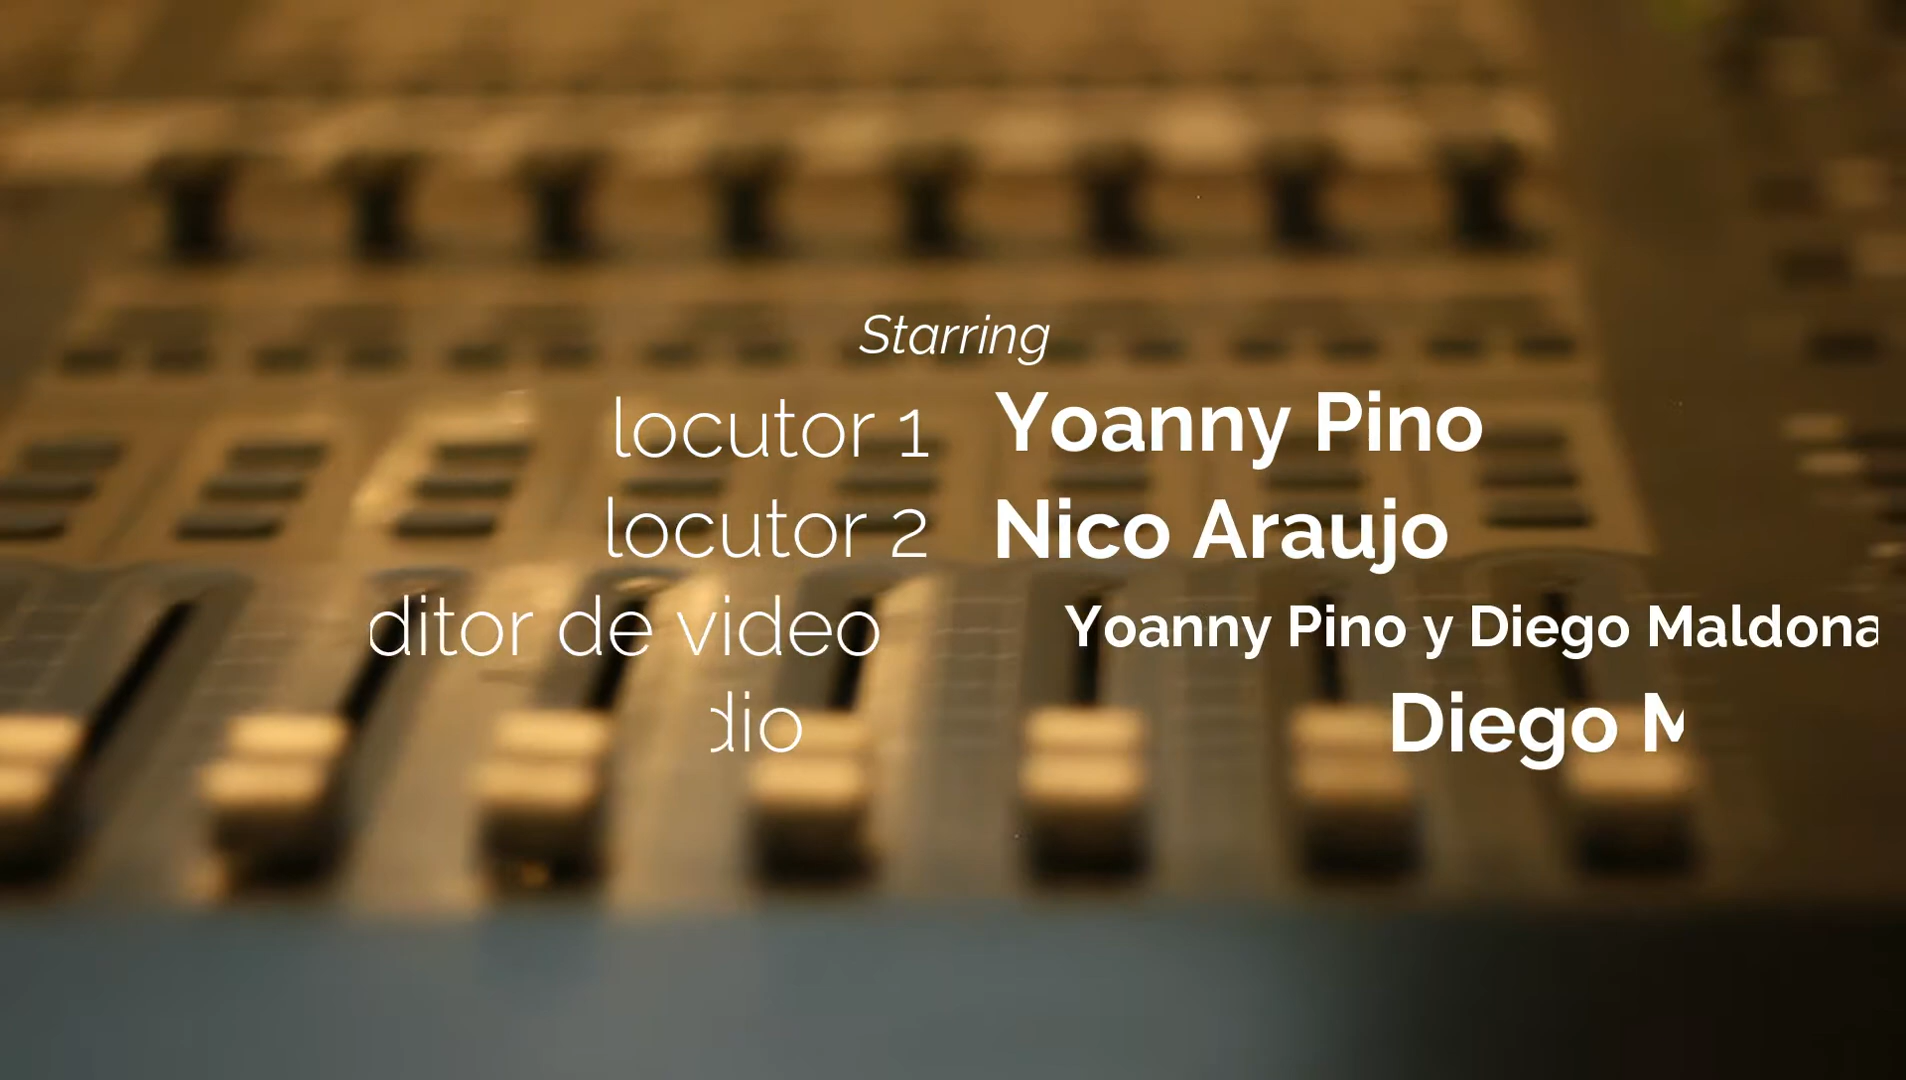 Starring
locutor 1 Yoanny Pino
locutor 2 Nico Araujo
ditor de video Yoanny Pino y Diego Maldona
dio Diego M